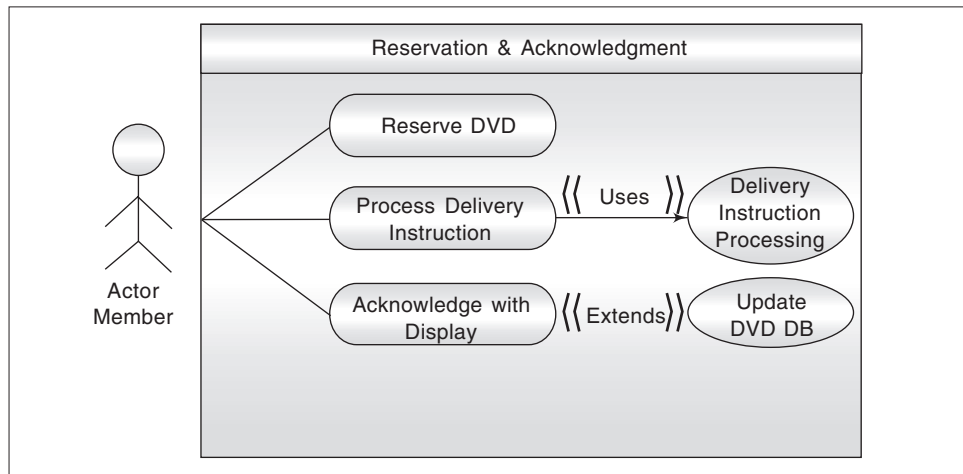 Reservation & Acknowledgment
Reserve DVD
Process Delivery
Instruction
⟪ Uses ⟫
Delivery
Instruction
Processing
Actor
Member
Acknowledge with
Display
⟪ Extends ⟫
Update
DVD DB